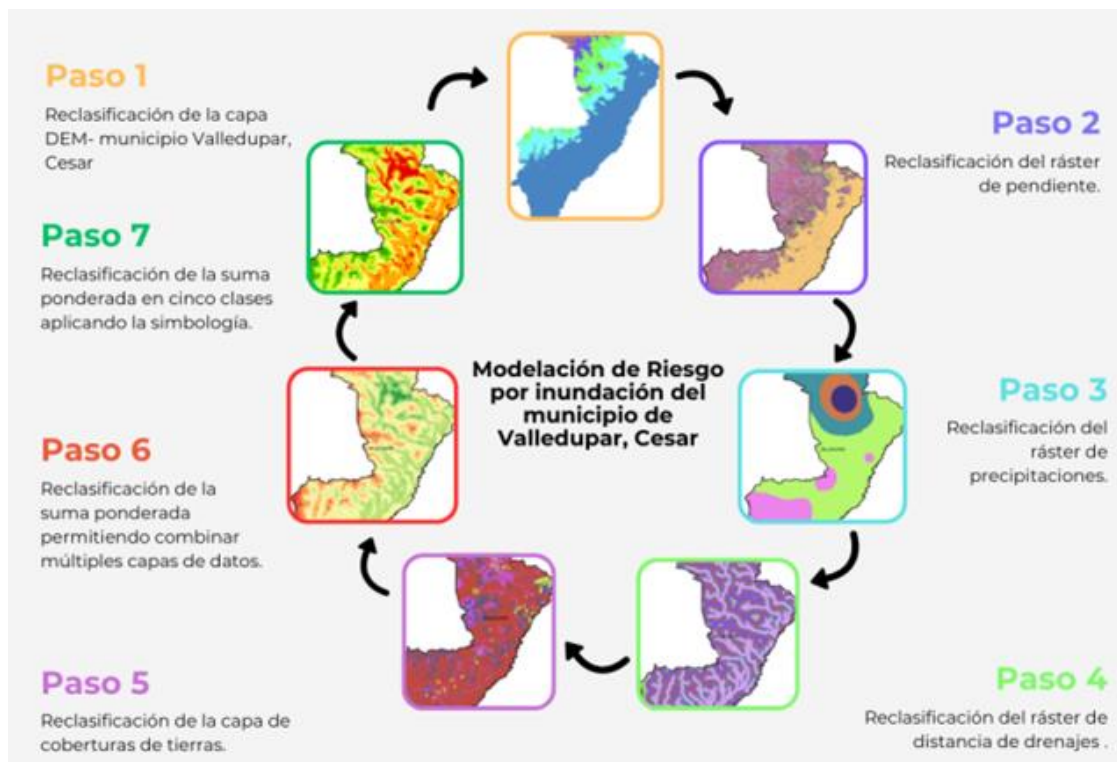 Paso 1
Reclasificación de la capa
DEM- municipio Valledupar,
Cesar
Paso 2
Reclasificación del ráster
de pendiente.
Paso 3
Reclasificación del
ráster de
precipitaciones.
Paso 4
Reclasificación del ráster de
distancia de drenajes .
Paso 5
Reclasificación de la capa de
coberturas de tierras.
Paso 6
Reclasificación de la
suma ponderada
permitiendo combinar
múltiples capas de datos.
Paso 7
Reclasificación de la suma
ponderada en cinco clases
aplicando la simbología.
Modelación de Riesgo
por inundación del
municipio de
Valledupar, Cesar